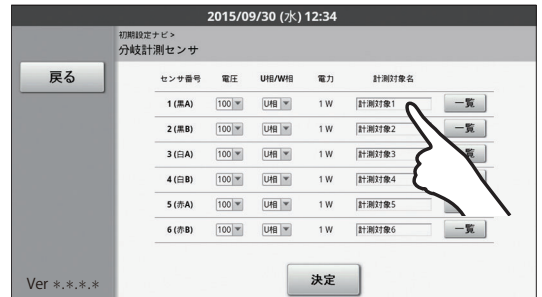 2015/09/30 (水) 12:34
初期設定ナビ >
分岐計測センサ
戻る
センサ番号 電圧 U相/W相 電力 計測対象名
1 (黒A) 100 U相 1 W 計測対象1 一覧
2 (黒B) 100 U相 1 W 計測対象2 一覧
3 (白A) 100 U相 1 W 計測対象3 覧
4 (白B) 100 U相 1 W 計測対象4
5 (赤A) 100 U相 1 W 計測対象5
6 (赤B) 100 U相 1 W 計測対象6 一覧
Ver *.*.*.*
決定